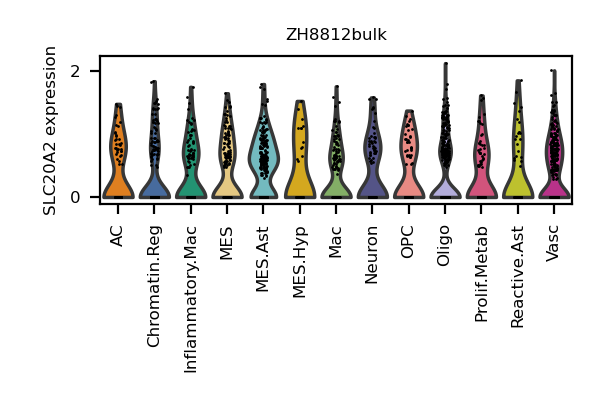 ZH8812bulk
SLC20A2 expression
2
0
AC
Chromatin.Reg
Inflammatory.Mac
MES
MES.Ast
MES.Hyp
Mac
Neuron
OPC
Oligo
Prolif.Metab
Reactive.Ast
Vasc